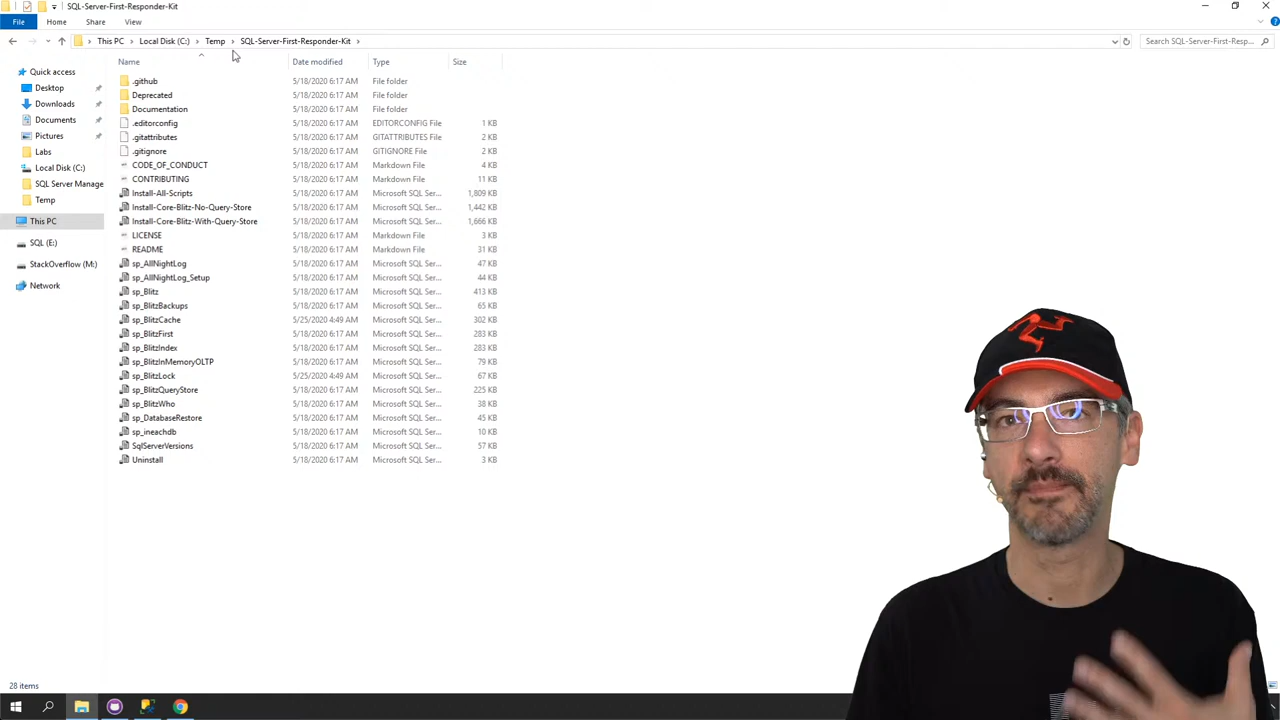 SQL-Server-First-Responder-Kit
File Home Share View
This PC Local Disk (C:) Temp SQL-Server-First-Responder-Kit Search SQL-Server-First-Resp...
Name Date modified Type Size
Quick access
Desktop
Downloads
Documents
Pictures
Labs
Local Disk (C:)
SQL Server Manage
Temp
This PC
SQL (E:)
StackOverflow (M:)
Network
.github 5/18/2020 6:17 AM File folder
Deprecated 5/18/2020 6:17 AM File folder
Documentation 5/18/2020 6:17 AM File folder
.editorconfig 5/18/2020 6:17 AM EDITORCONFIG File 1 KB
.gitattributes 5/18/2020 6:17 AM GITATTRIBUTES File 2 KB
.gitignore 5/18/2020 6:17 AM GITIGNORE File 2 KB
CODE_OF_CONDUCT 5/18/2020 6:17 AM Markdown File 4 KB
CONTRIBUTING 5/18/2020 6:17 AM Markdown File 11 KB
Install-All-Scripts 5/18/2020 6:17 AM Microsoft SQL Ser... 1,809 KB
Install-Core-Blitz-No-Query-Store 5/18/2020 6:17 AM Microsoft SQL Ser... 1,442 KB
Install-Core-Blitz-With-Query-Store 5/18/2020 6:17 AM Microsoft SQL Ser... 1,666 KB
LICENSE 5/18/2020 6:17 AM Markdown File 3 KB
README 5/18/2020 6:17 AM Markdown File 31 KB
sp_AllNightLog 5/18/2020 6:17 AM Microsoft SQL Ser... 47 KB
sp_AllNightLog_Setup 5/18/2020 6:17 AM Microsoft SQL Ser... 44 KB
sp_Blitz 5/18/2020 6:17 AM Microsoft SQL Ser... 413 KB
sp_BlitzBackups 5/18/2020 6:17 AM Microsoft SQL Ser... 65 KB
sp_BlitzCache 5/25/2020 4:49 AM Microsoft SQL Ser... 302 KB
sp_BlitzFirst 5/18/2020 6:17 AM Microsoft SQL Ser... 283 KB
sp_BlitzIndex 5/18/2020 6:17 AM Microsoft SQL Ser... 283 KB
sp_BlitzInMemoryOLTP 5/18/2020 6:17 AM Microsoft SQL Ser... 79 KB
sp_BlitzLock 5/25/2020 4:49 AM Microsoft SQL Ser... 67 KB
sp_BlitzQueryStore 5/18/2020 6:17 AM Microsoft SQL Ser... 225 KB
sp_BlitzWho 5/18/2020 6:17 AM Microsoft SQL Ser... 38 KB
sp_DatabaseRestore 5/18/2020 6:17 AM Microsoft SQL Ser... 45 KB
sp_ineachdb 5/18/2020 6:17 AM Microsoft SQL Ser... 10 KB
SqlServerVersions 5/18/2020 6:17 AM Microsoft SQL Ser... 57 KB
Uninstall 5/18/2020 6:17 AM Microsoft SQL Ser... 3 KB
28 items